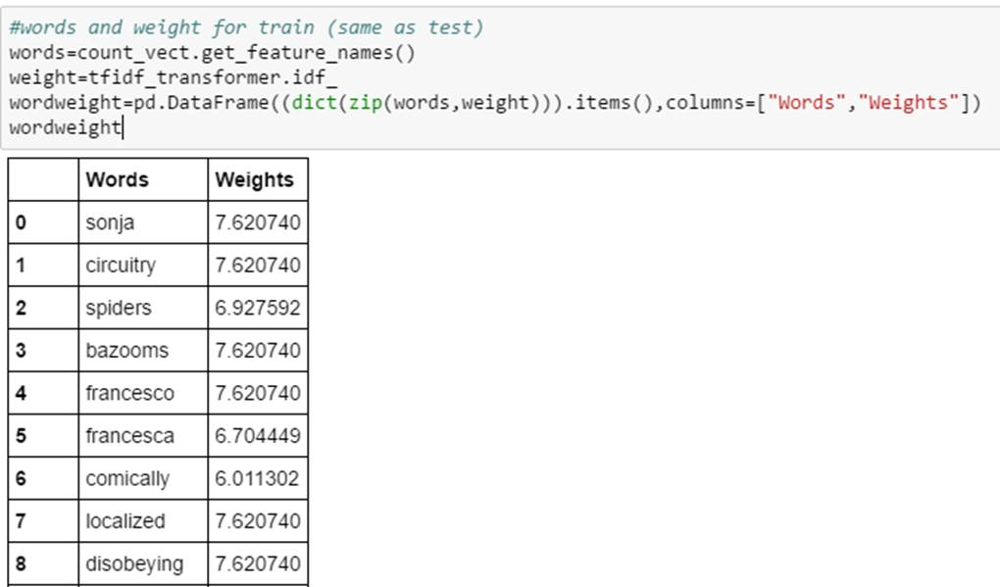 #words and weight for train (same as test)
words=count_vect.get_feature_names()
weight=tfidf_transformer.idf_
wordweight=pd.DataFrame((dict(zip(words,weight))).items(),columns=["Words","Weights"])
wordweight
Words Weights
0 sonja 7.620740
1 circuitry 7.620740
2 spiders 6.927592
3 bazooms 7.620740
4 francesco 7.620740
5 francesca 6.704449
6 comically 6.011302
7 localized 7.620740
8 disobeying 7.620740